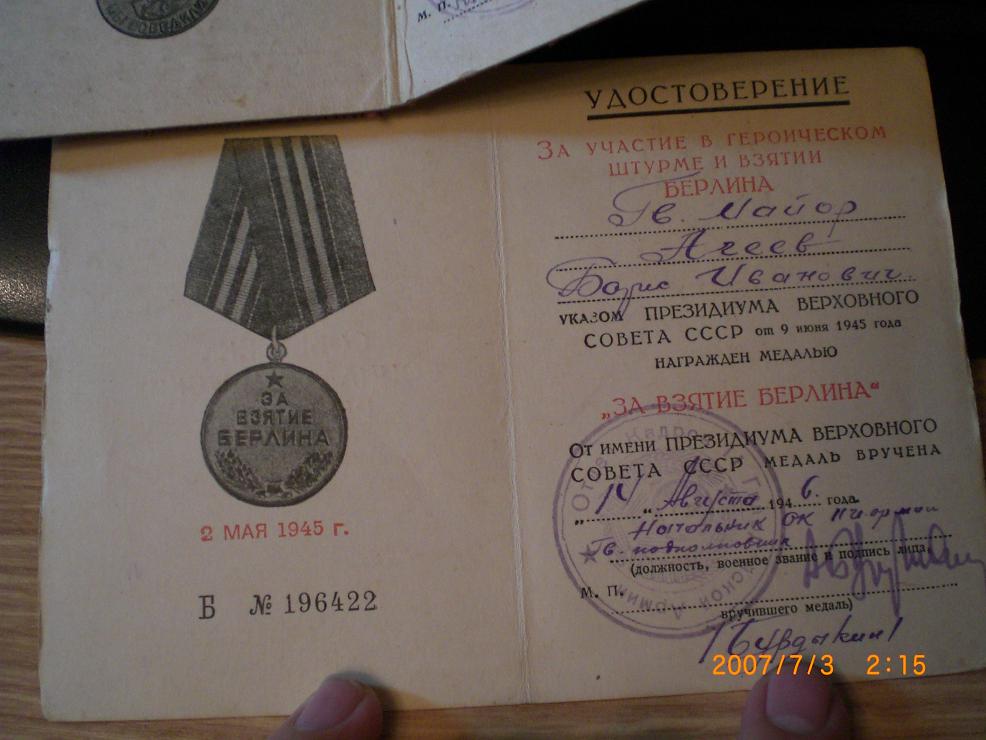 М. П.
ЗА
ВЗЯТИЕ
БЕРЛИНА
2 МАЯ 1945 г.
Б № 196422
УДОСТОВЕРЕНИЕ
ЗА УЧАСТИЕ В ГЕРОИЧЕСКОМ
ШТУРМЕ И ВЗЯТИИ
БЕРЛИНА
Гв. Майор
Агеев
Борис Иванович
УКАЗОМ ПРЕЗИДИУМА ВЕРХОВНОГО
СОВЕТА СССР от 9 июня 1945 года
НАГРАЖДЕН МЕДАЛЬЮ
„ЗА ВЗЯТИЕ БЕРЛИНА“
ОТ ИМЕНИ ПРЕЗИДИУМА ВЕРХОВНОГО
СОВЕТА СССР МЕДАЛЬ ВРУЧЕНА
„14“ Августа 1946. года
Начальник ОК армии
Гв. подполковник
(должность, военное звание и подпись лица,
М. П.
вручившего медаль)
2007/7/3 2:15